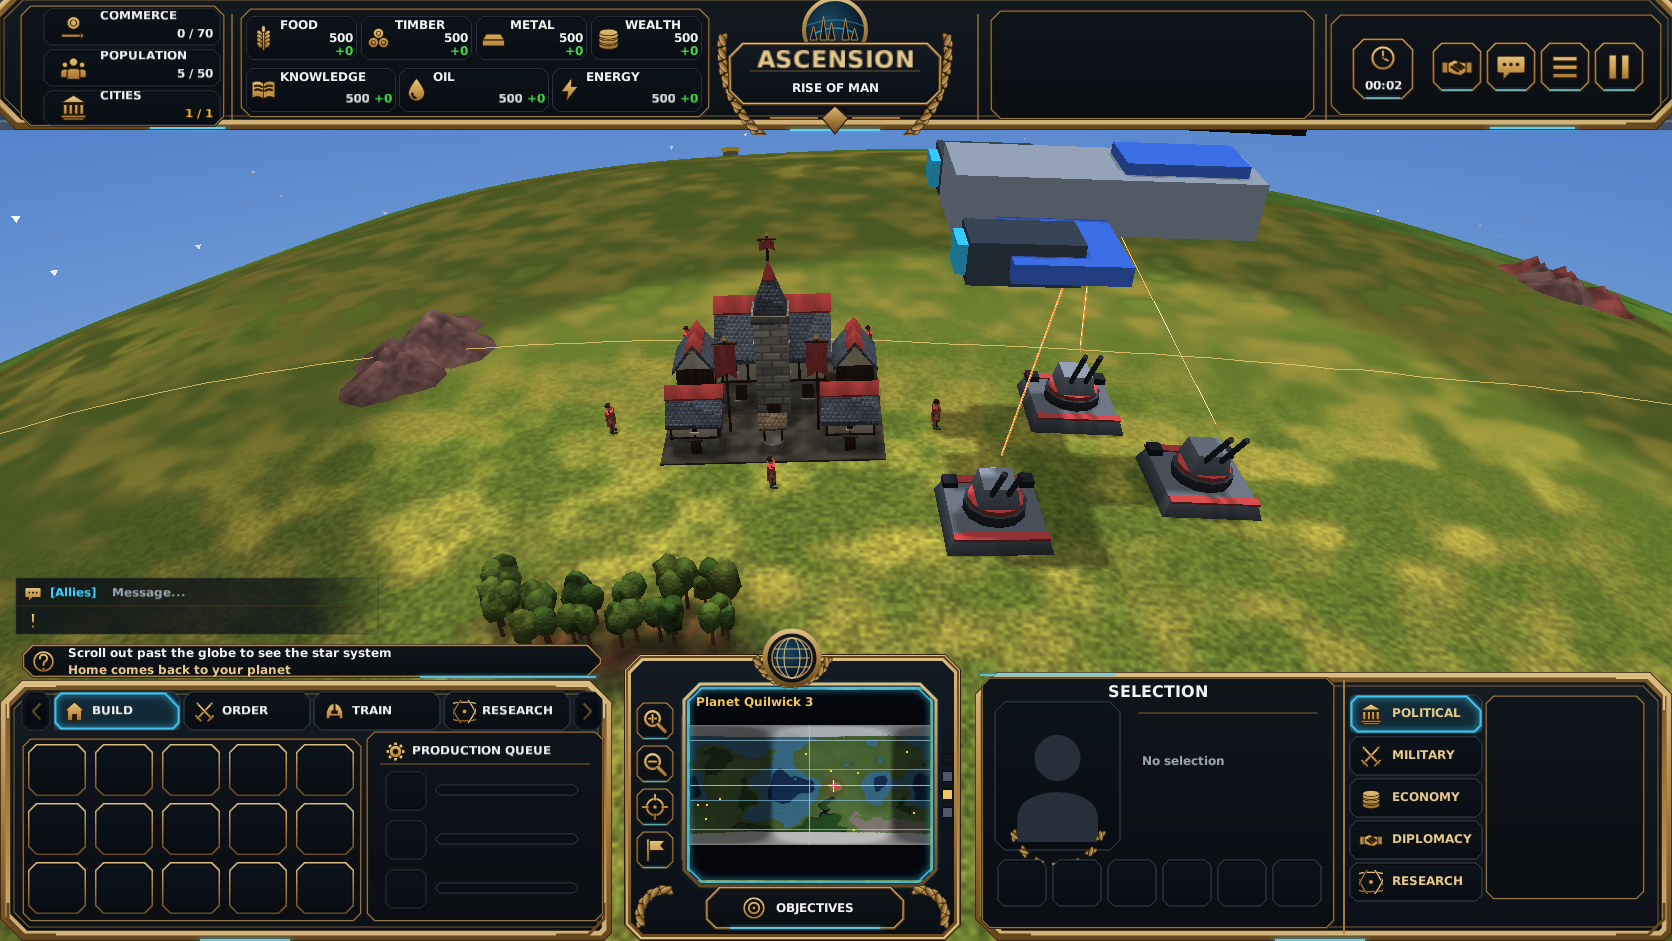 COMMERCE
0 / 70
POPULATION
5 / 50
CITIES
1 / 1
FOOD
500
+0
TIMBER
500
+0
METAL
500
+0
WEALTH
500
+0
KNOWLEDGE
500 +0
OIL
500 +0
ENERGY
500 +0
ASCENSION
RISE OF MAN
00:02
[Allies] Message...
!
Scroll out past the globe to see the star system
Home comes back to your planet
BUILD
ORDER
TRAIN
RESEARCH
PRODUCTION QUEUE
Planet Quilwick 3
OBJECTIVES
SELECTION
No selection
POLITICAL
MILITARY
ECONOMY
DIPLOMACY
RESEARCH